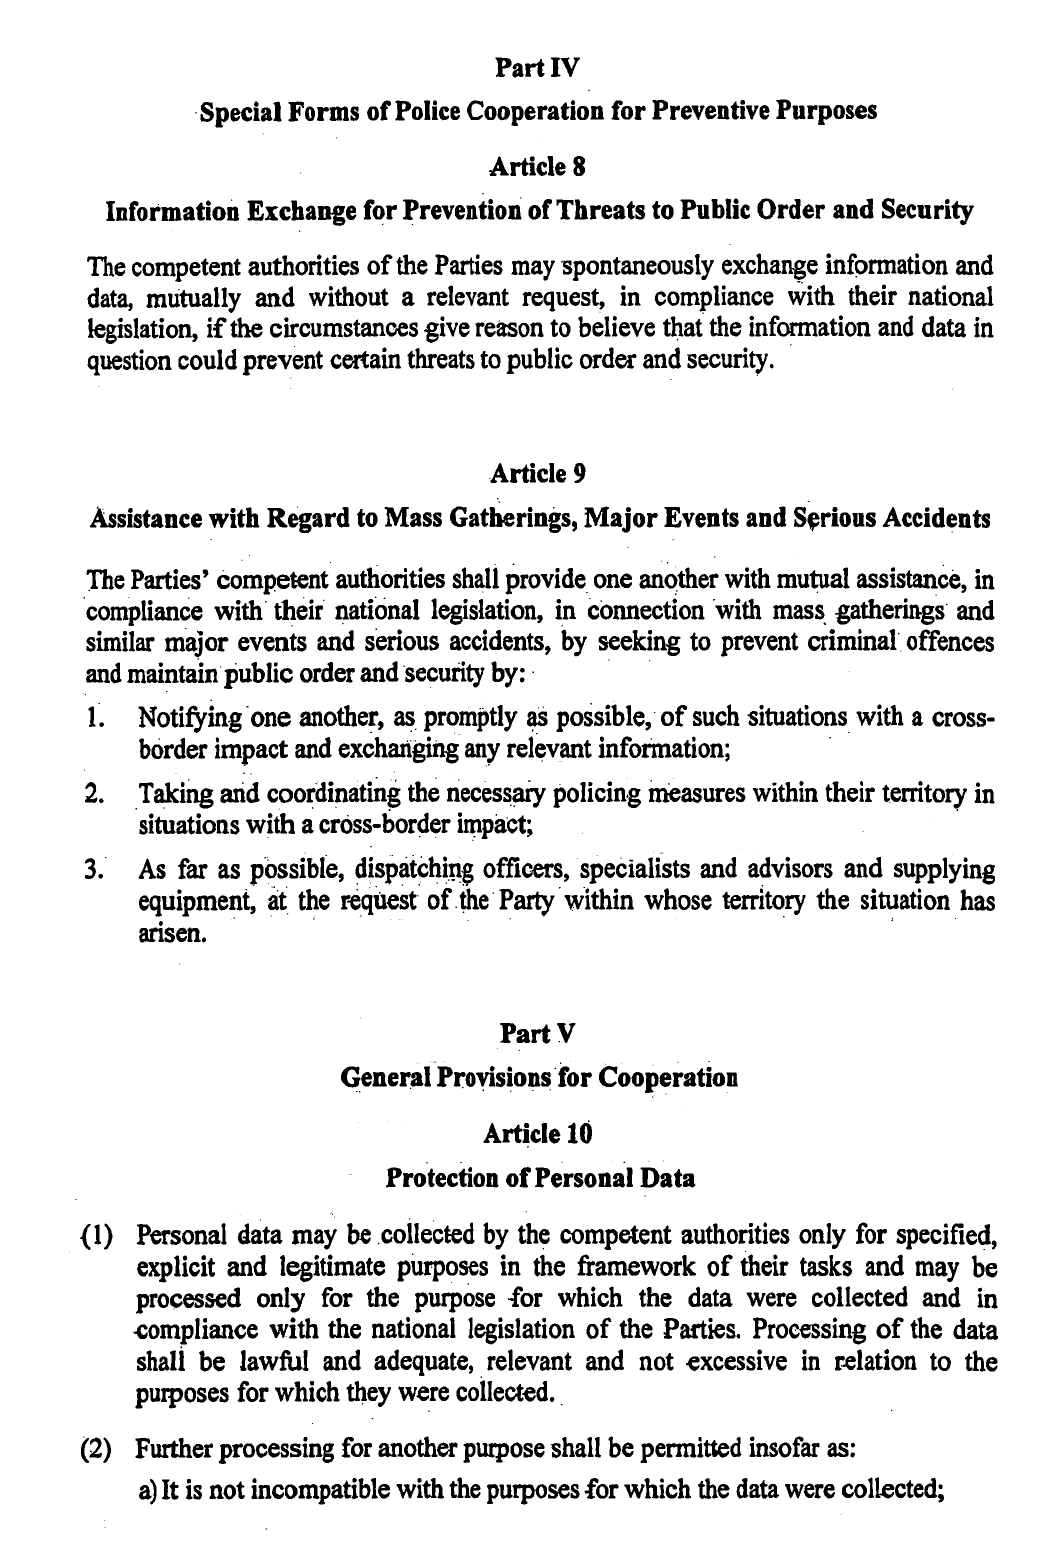 Part IV
Special Forms of Police Cooperation for Preventive Purposes
Article 8
Information Exchange for Prevention of Threats to Public Order and Security
The competent authorities of the Parties may spontaneously exchange information and
data, mutually and without a relevant request, in compliance with their national
legislation, if the circumstances give reason to believe that the information and data in
question could prevent certain threats to public order and security.
Article 9
Assistance with Regard to Mass Gatherings, Major Events and Serious Accidents
The Parties' competent authorities shall provide one another with mutual assistance, in
compliance with their national legislation, in connection with mass gatherings and
similar major events and serious accidents, by seeking to prevent criminal offences
and maintain public order and security by:
1. Notifying one another, as promptly as possible, of such situations with a cross-
border impact and exchanging any relevant information;
2. Taking and coordinating the necessary policing measures within their territory in
situations with a cross-border impact;
3. As far as possible, dispatching officers, specialists and advisors and supplying
equipment, at the request of the Party within whose territory the situation has
arisen.
Part V
General Provisions for Cooperation
Article 10
Protection of Personal Data
(1) Personal data may be collected by the competent authorities only for specified,
explicit and legitimate purposes in the framework of their tasks and may be
processed only for the purpose for which the data were collected and in
compliance with the national legislation of the Parties. Processing of the data
shall be lawful and adequate, relevant and not excessive in relation to the
purposes for which they were collected.
(2) Further processing for another purpose shall be permitted insofar as:
a) It is not incompatible with the purposes for which the data were collected;